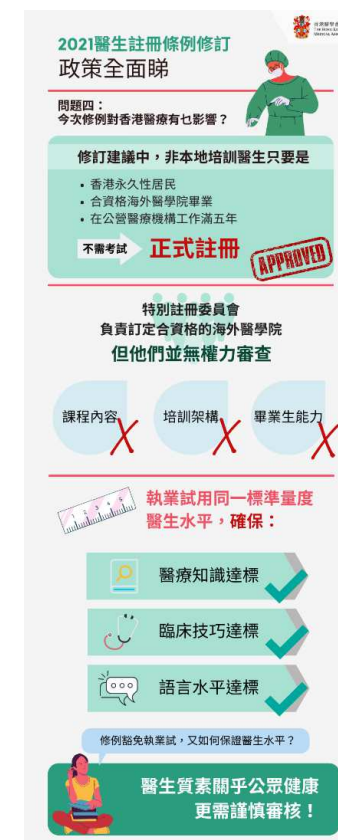 香港醫學會
2021醫生註冊條例修訂
政策全面睇
問題四：
今次修例對香港醫療有乜影響？
修訂建議中，非本地培訓醫生只要是
• 香港永久性居民
• 合資格海外醫學院畢業
• 在公營醫療機構工作滿五年
不需考試
正式註冊
APPROVED
特別註冊委員會
負責訂定合資格的海外醫學院
但他們並無權力審查
課程內容
培訓架構
畢業生能力
執業試用同一標準量度
醫生水平，確保：
醫療知識達標
臨床技巧達標
語言水平達標
修例豁免執業試，又如何保證醫生水平？
醫生質素關乎公眾健康
更需謹慎審核！